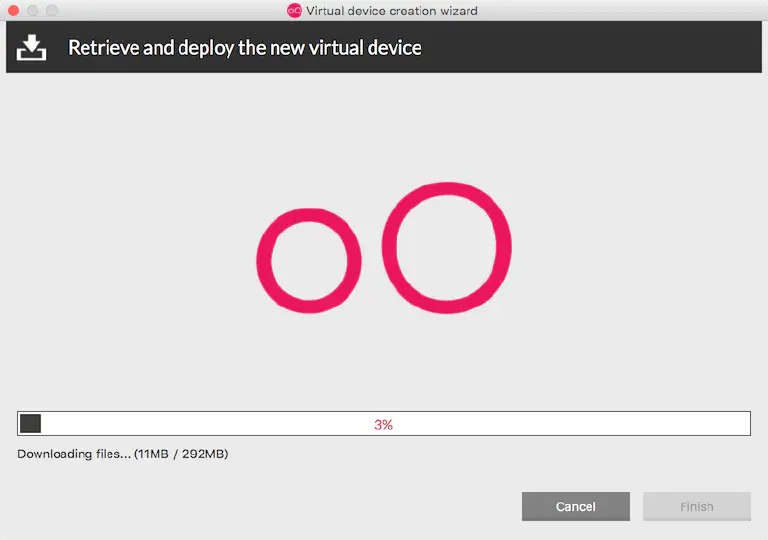 Virtual device creation wizard
Retrieve and deploy the new virtual device
3%
Downloading files... (11MB / 292MB)
Cancel
Finish